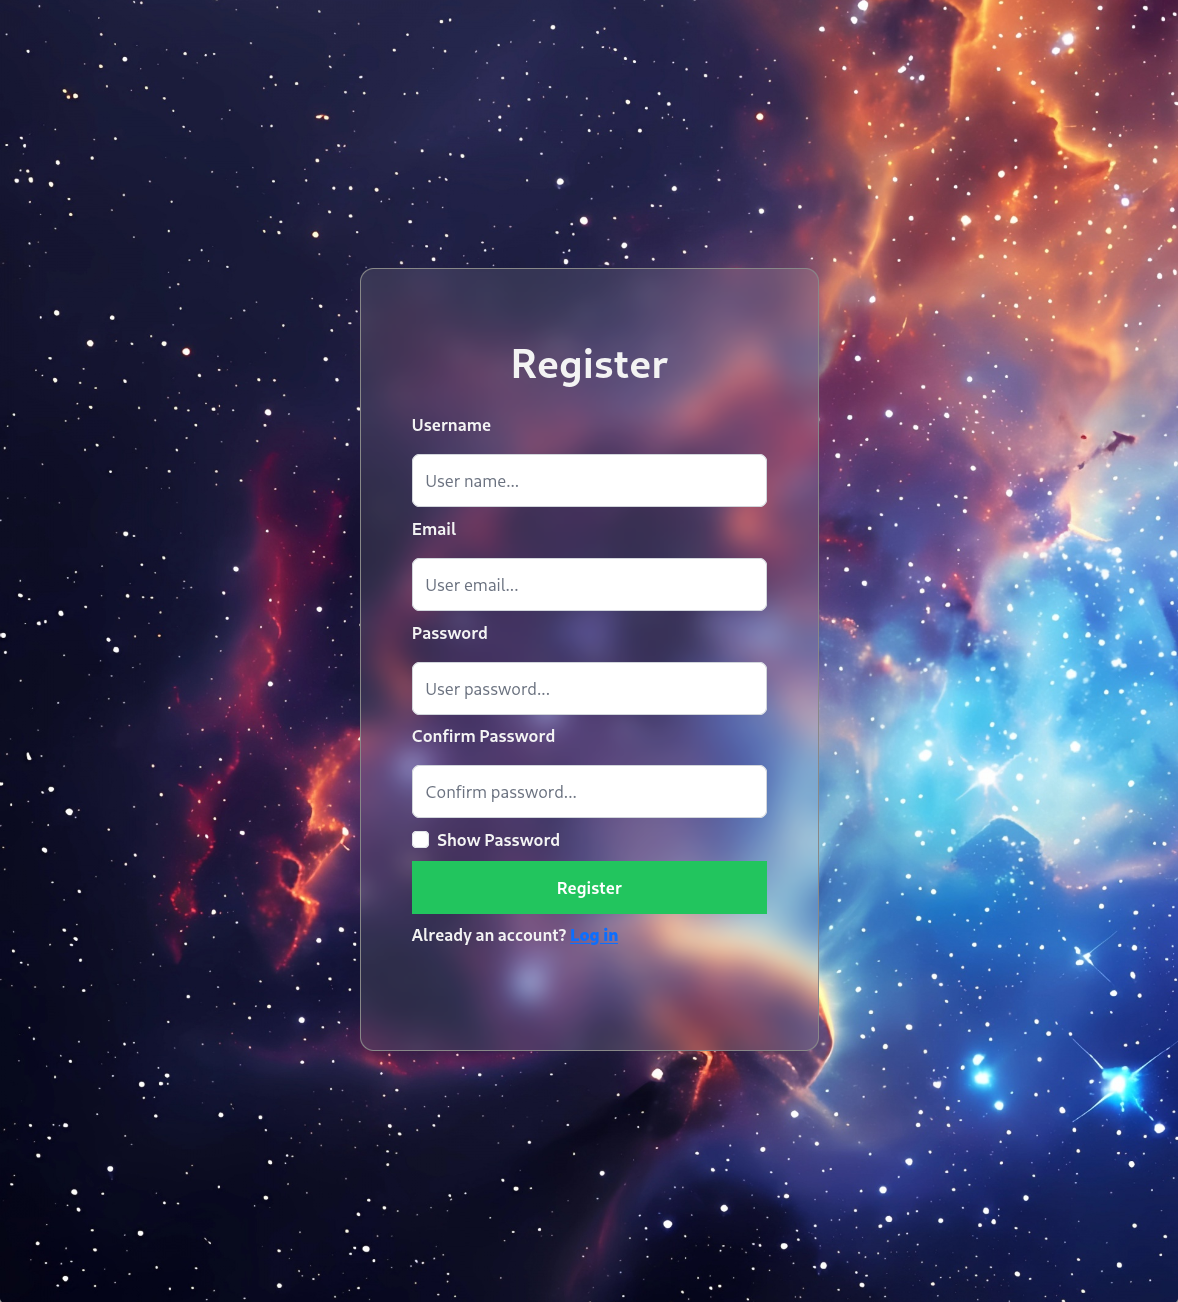 Register
Username
User name...
Email
User email...
Password
User password...
Confirm Password
Confirm password...
Show Password
Register
Already an account? Log in